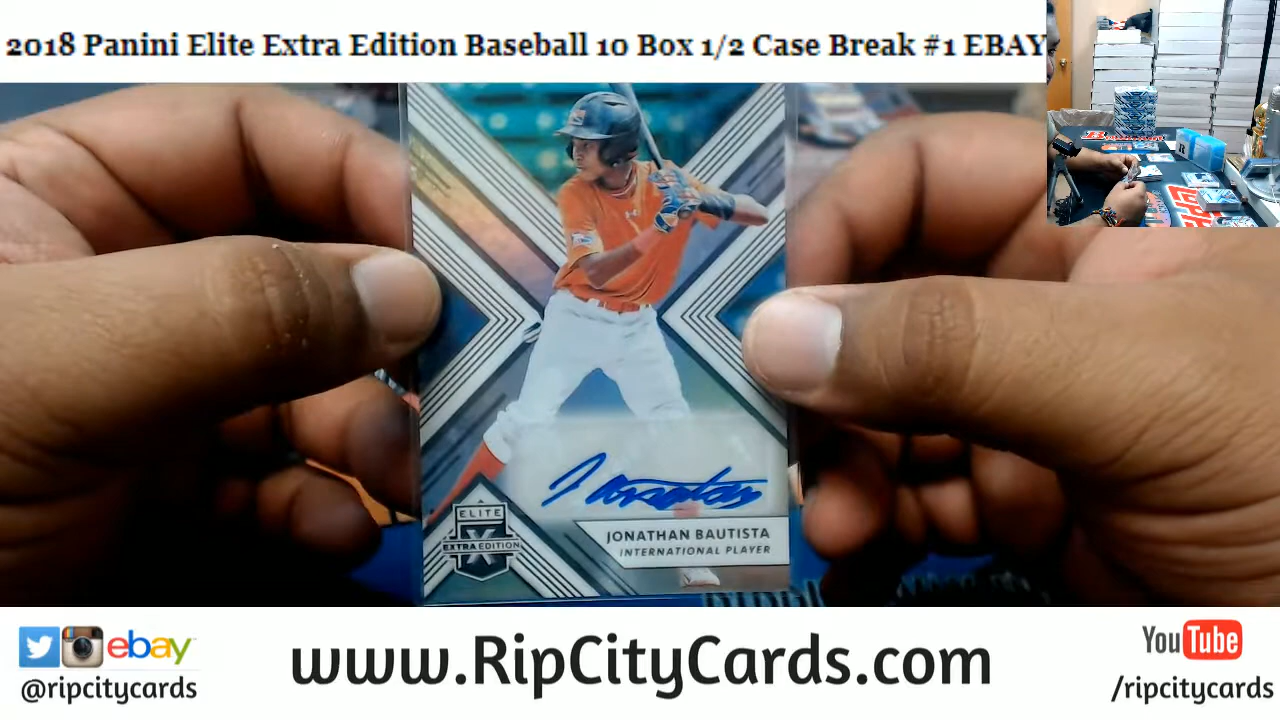 2018 Panini Elite Extra Edition Baseball 10 Box 1/2 Case Break #1 EBAY
ELITE
X
EXTRA EDITION
JONATHAN BAUTISTA
INTERNATIONAL PLAYER
ebay
@ripcitycards
www.RipCityCards.com
YouTube
/ripcitycards